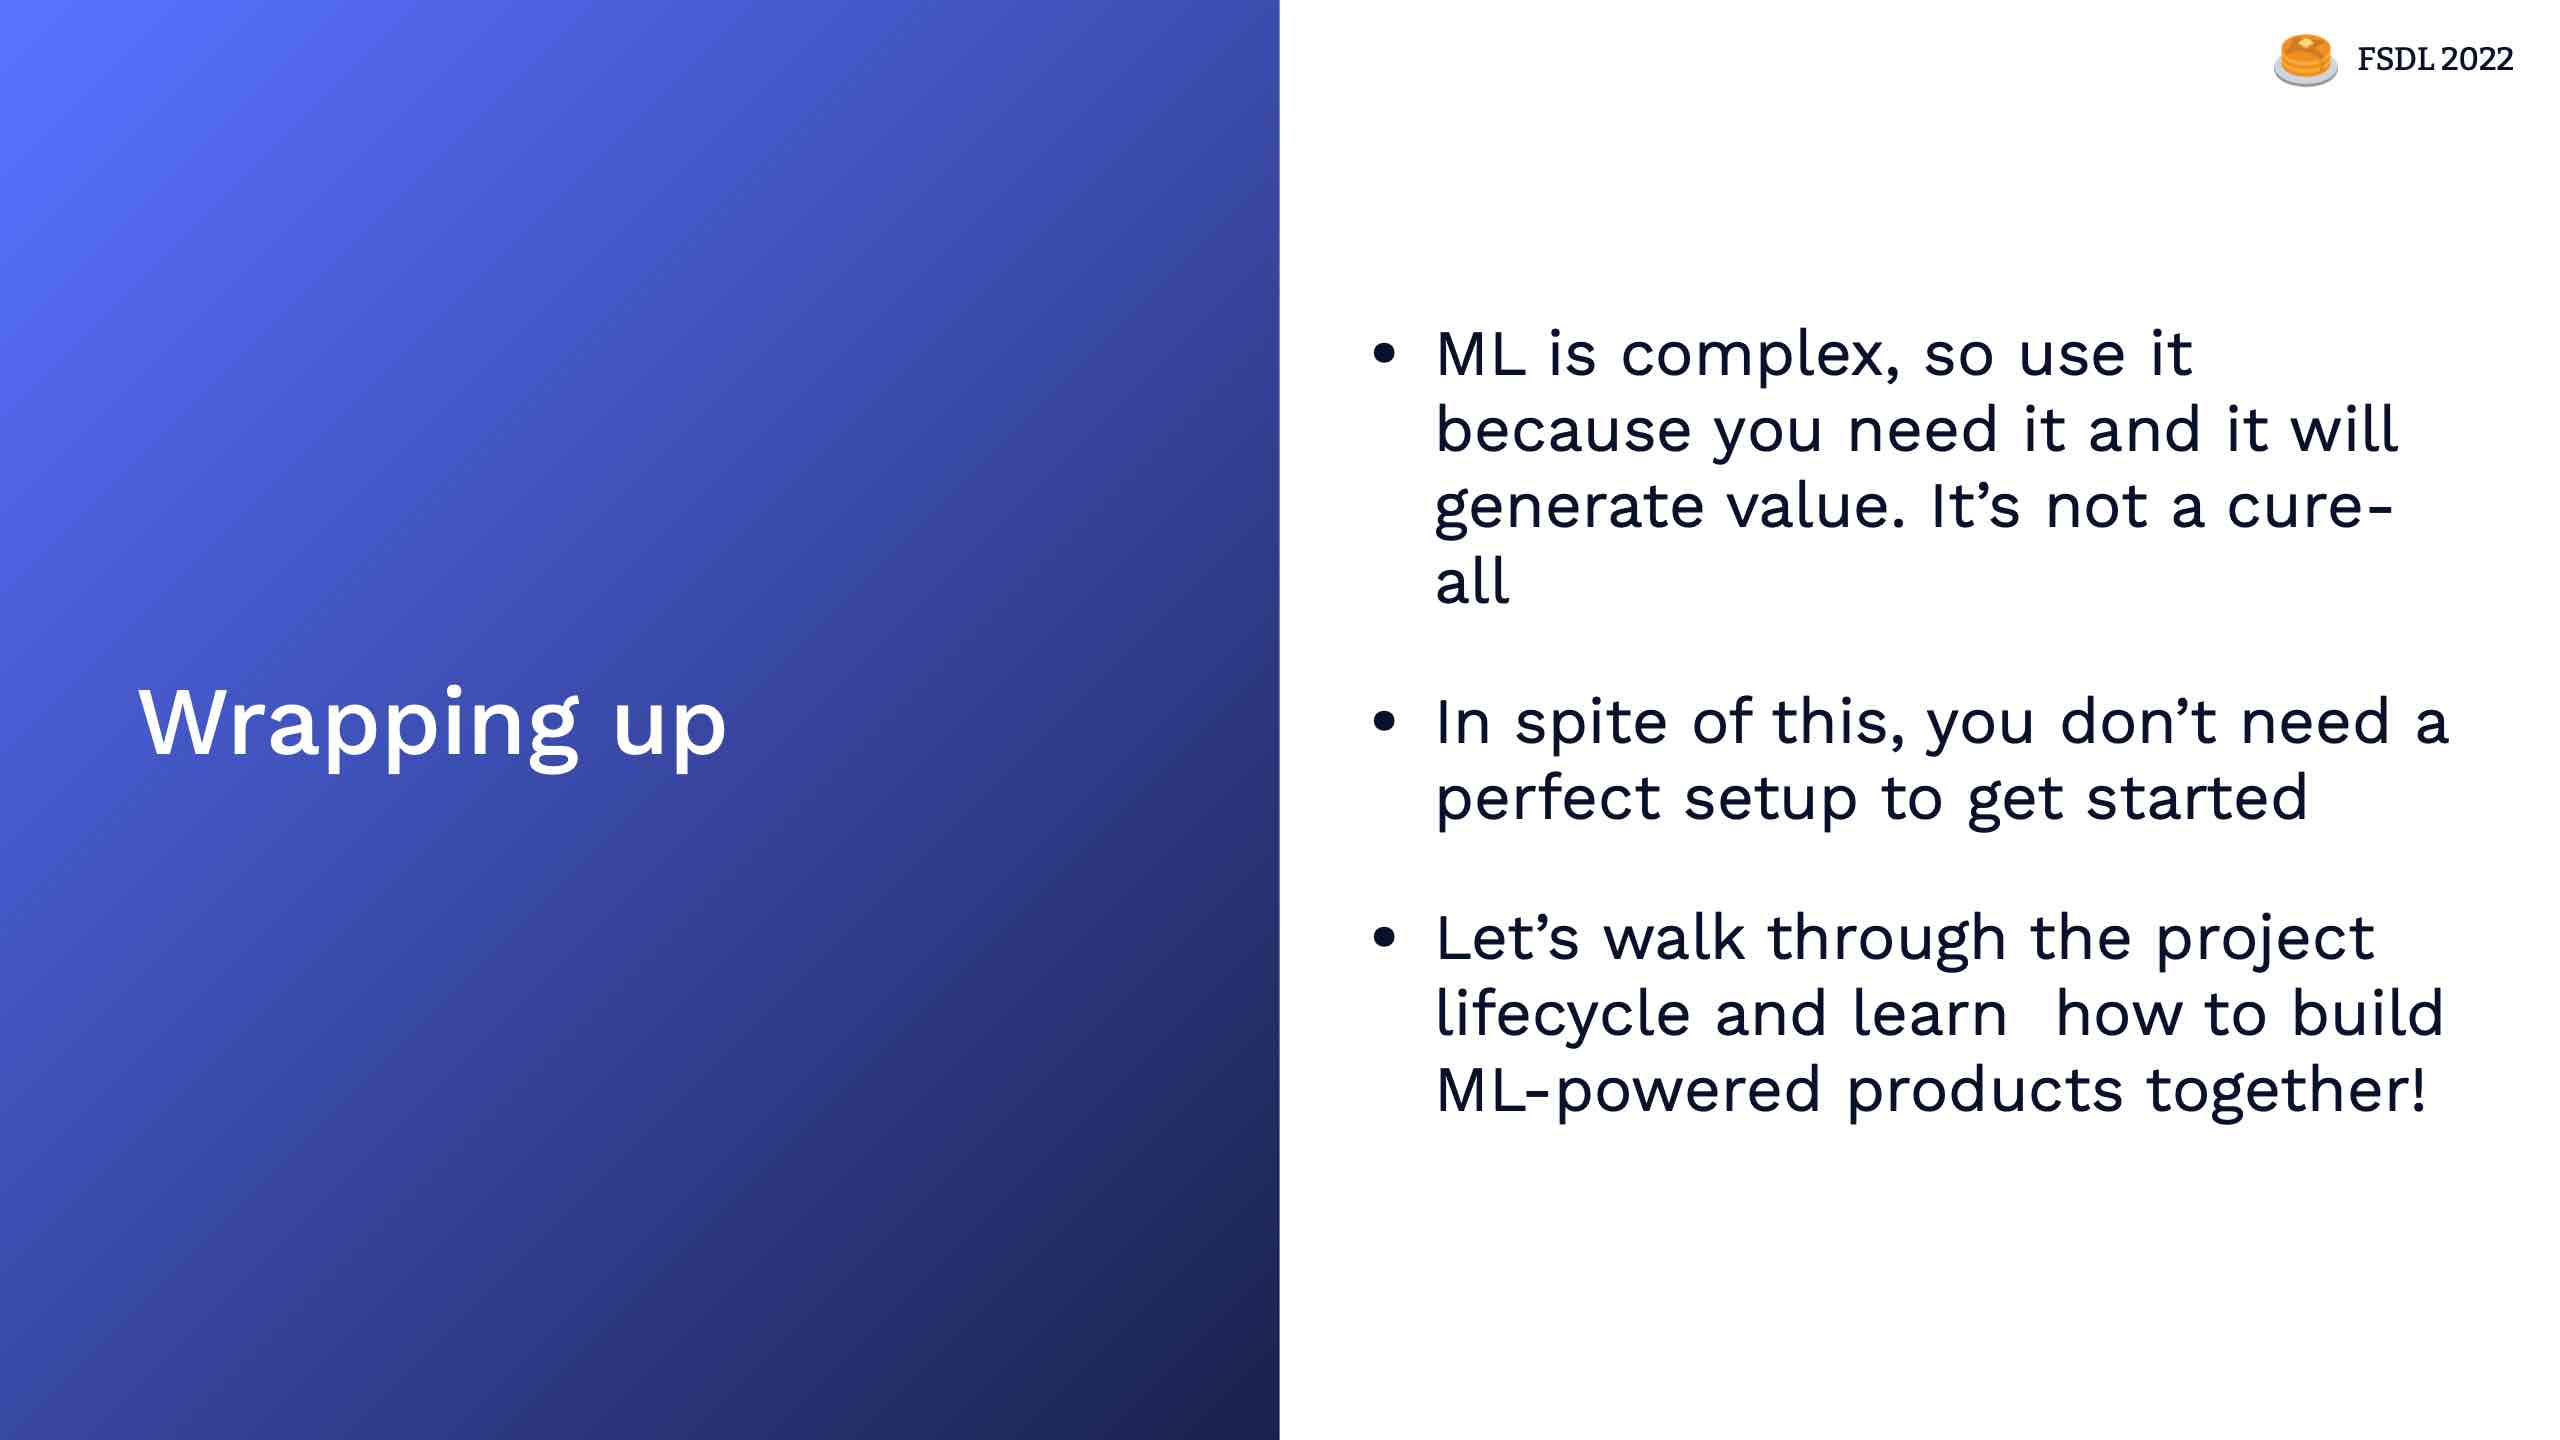 FSDL 2022
Wrapping up
• ML is complex, so use it
because you need it and it will
generate value. It’s not a cure-
all
• In spite of this, you don’t need a
perfect setup to get started
• Let’s walk through the project
lifecycle and learn  how to build
ML-powered products together!